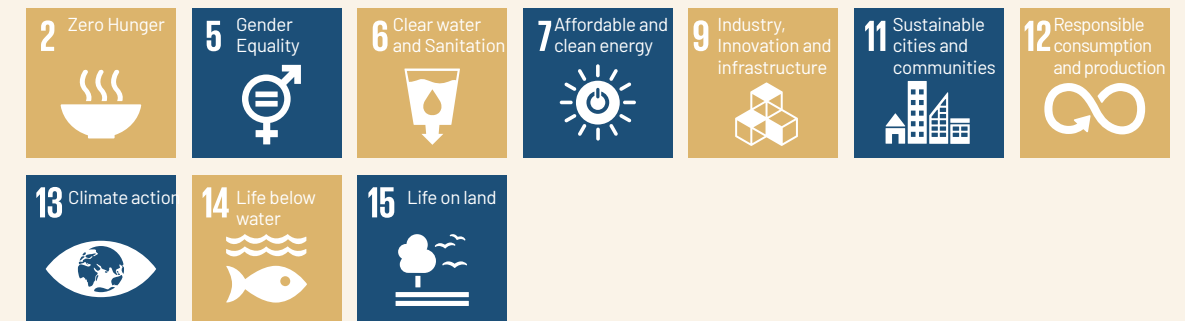 2 Zero Hunger
5 Gender
Equality
6 Clear water
and Sanitation
7 Affordable and
clean energy
9 Industry,
Innovation and
infrastructure
11 Sustainable
cities and
communities
12 Responsible
consumption
and production
13 Climate action
14 Life below
water
15 Life on land